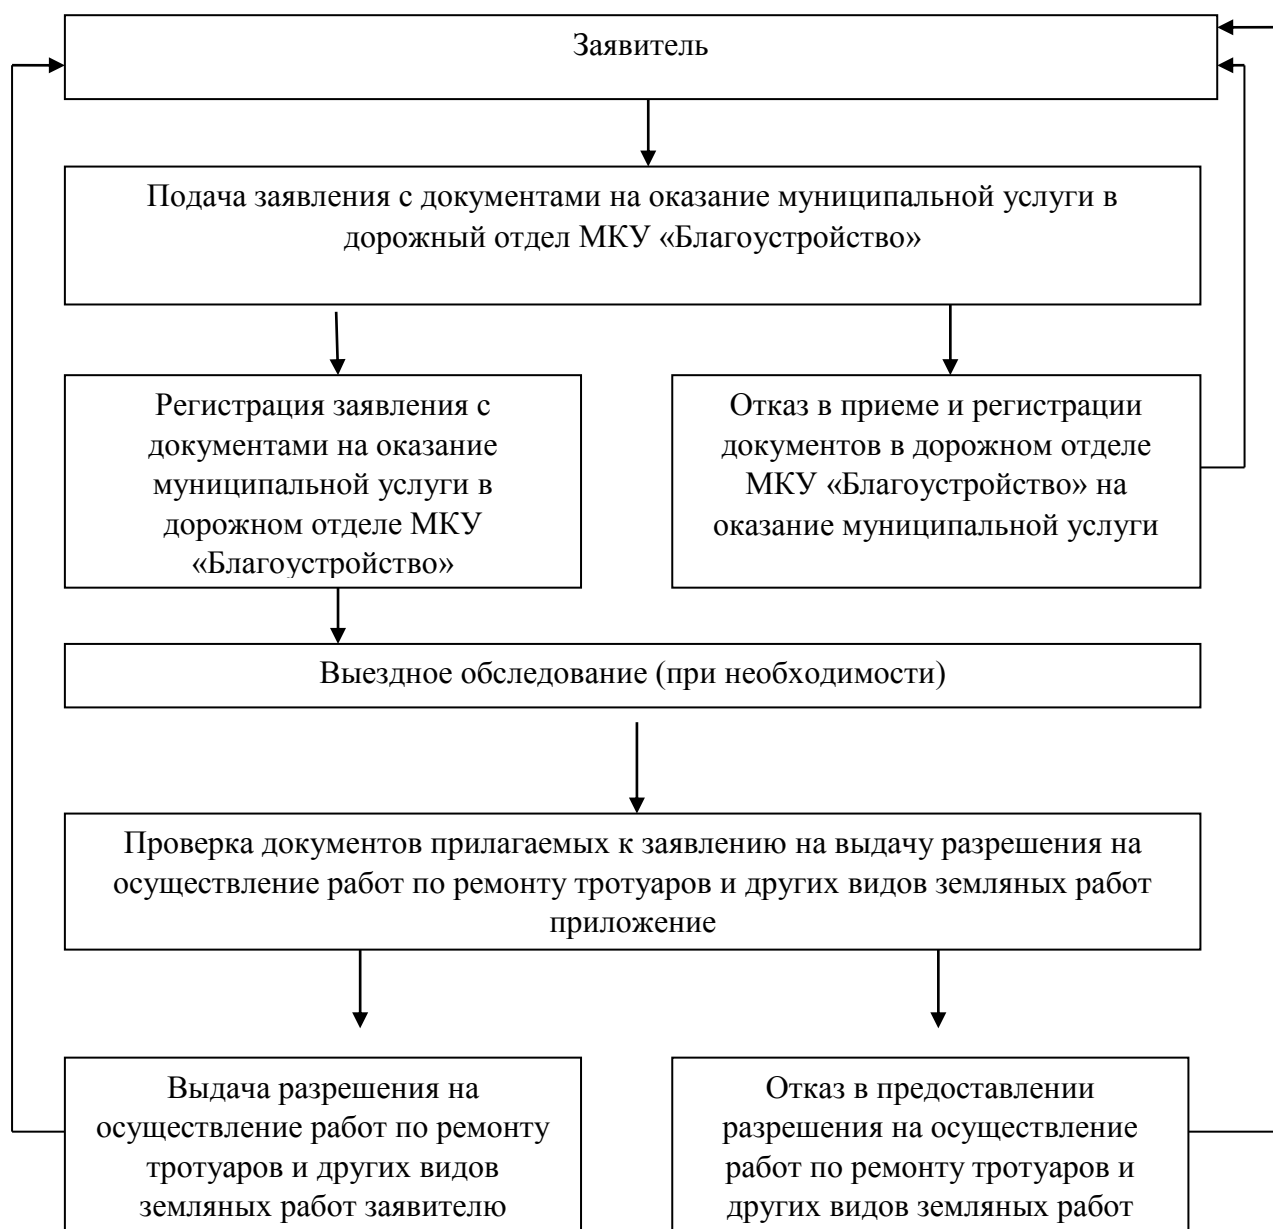 Заявитель
Подача заявления с документами на оказание муниципальной услуги в
дорожный отдел МКУ «Благоустройство»
Регистрация заявления с
документами на оказание
муниципальной услуги в
дорожном отделе МКУ
«Благоустройство»
Отказ в приеме и регистрации
документов в дорожном отделе
МКУ «Благоустройство» на
оказание муниципальной услуги
Выездное обследование (при необходимости)
Проверка документов прилагаемых к заявлению на выдачу разрешения на
осуществление работ по ремонту тротуаров и других видов земляных работ
приложение
Выдача разрешения на
осуществление работ по ремонту
тротуаров и других видов
земляных работ заявителю
Отказ в предоставлении
разрешения на осуществление
работ по ремонту тротуаров и
других видов земляных работ